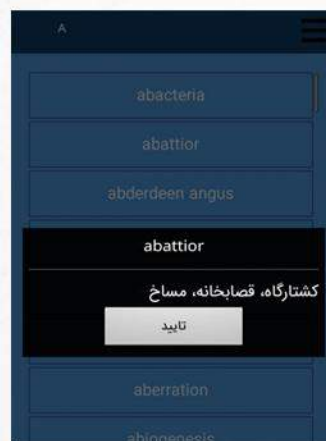 A
abacteria
abattior
abderdeen angus
abattior
کشتارگاه، قصابخانه، مساخ
تایید
aberration
abiogenesis